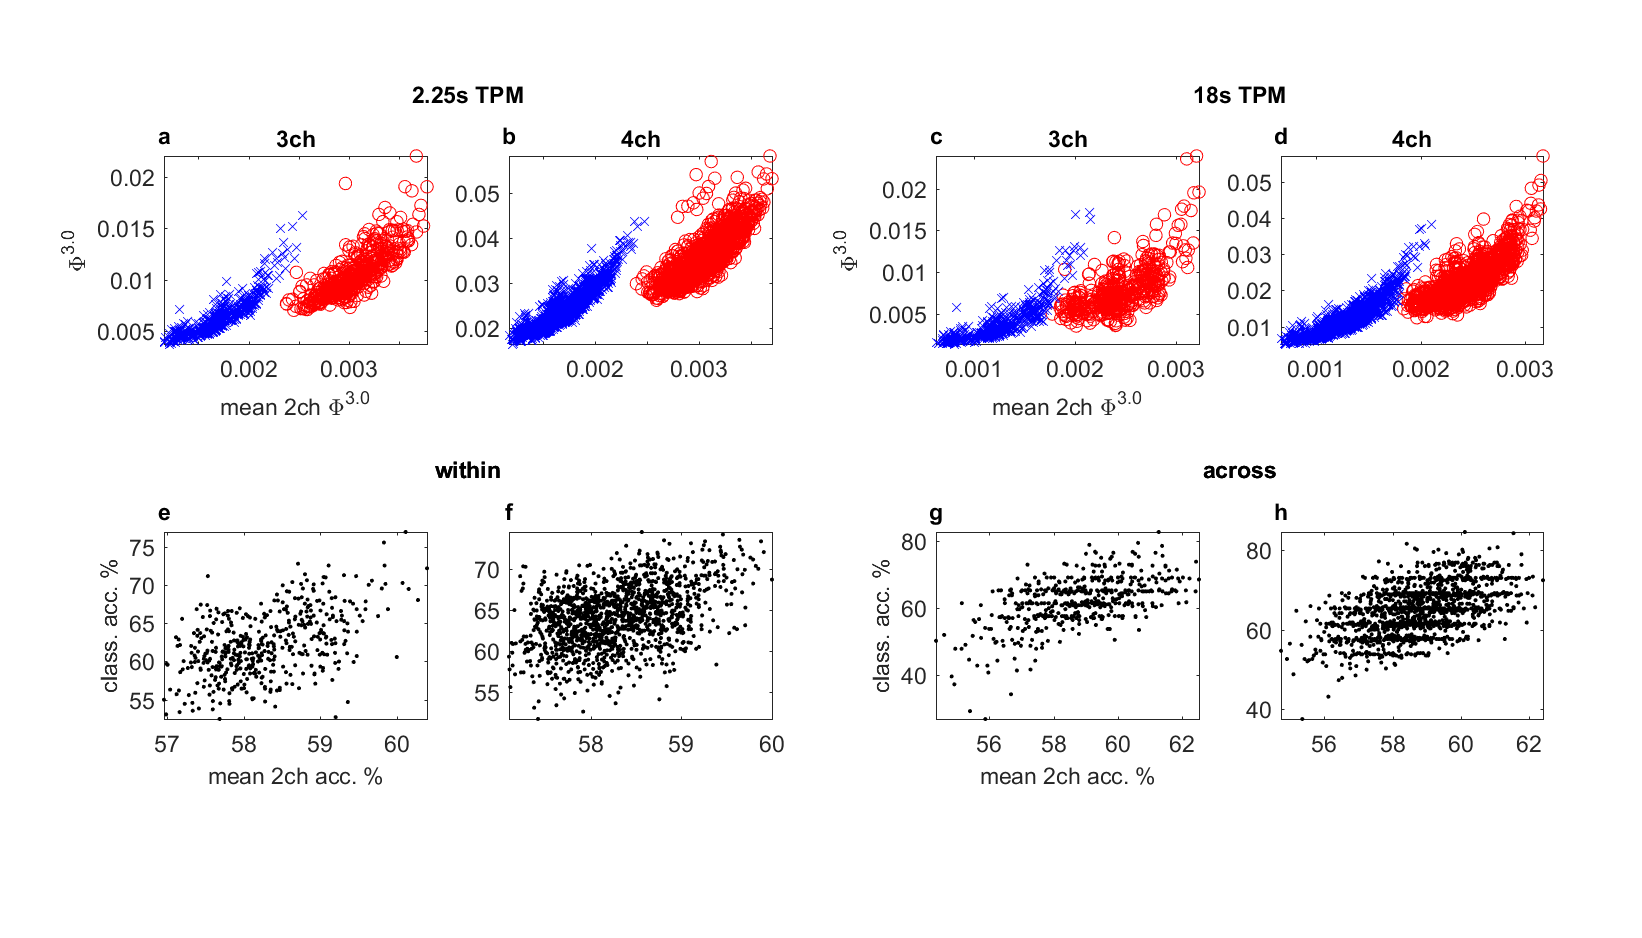 2.25s TPM
18s TPM
a 3ch
b 4ch
c 3ch
d 4ch
Φ3.0
0.02
0.015
0.01
0.005
0.002 0.003
mean 2ch Φ3.0
0.05
0.04
0.03
0.02
0.002 0.003
Φ3.0
0.02
0.015
0.01
0.005
0.001 0.002 0.003
mean 2ch Φ3.0
0.05
0.04
0.03
0.02
0.01
0.001 0.002 0.003
within
across
e
f
g
h
class. acc. %
75
70
65
60
55
57 58 59 60
mean 2ch acc. %
70
65
60
55
58 59 60
class. acc. %
80
60
40
56 58 60 62
mean 2ch acc. %
80
60
40
56 58 60 62